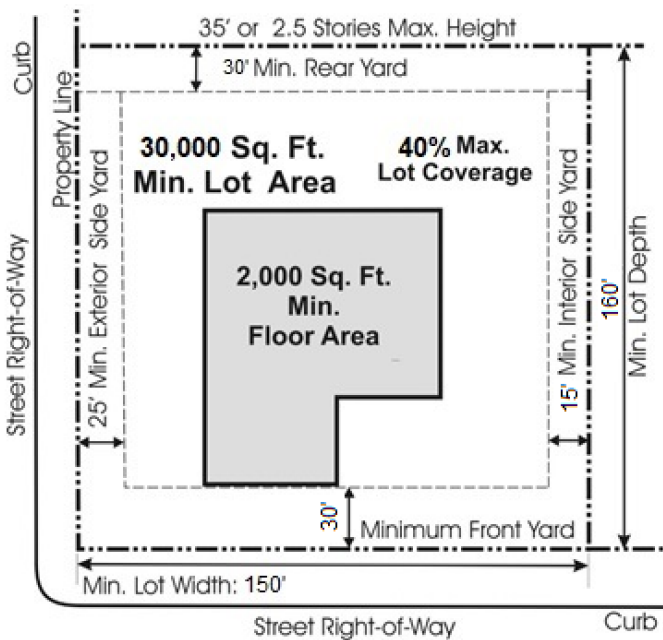 35' or 2.5 Stories Max. Height
Curb
30' Min. Rear Yard
Property Line
30,000 Sq. Ft.
Min. Lot Area
40% Max.
Lot Coverage
Street Right-of-Way
25' Min. Exterior Side Yard
2,000 Sq. Ft.
Min.
Floor Area
15' Min. Interior Side Yard
160'
Min. Lot Depth
30'
Minimum Front Yard
Min. Lot Width: 150'
Street Right-of-Way
Curb